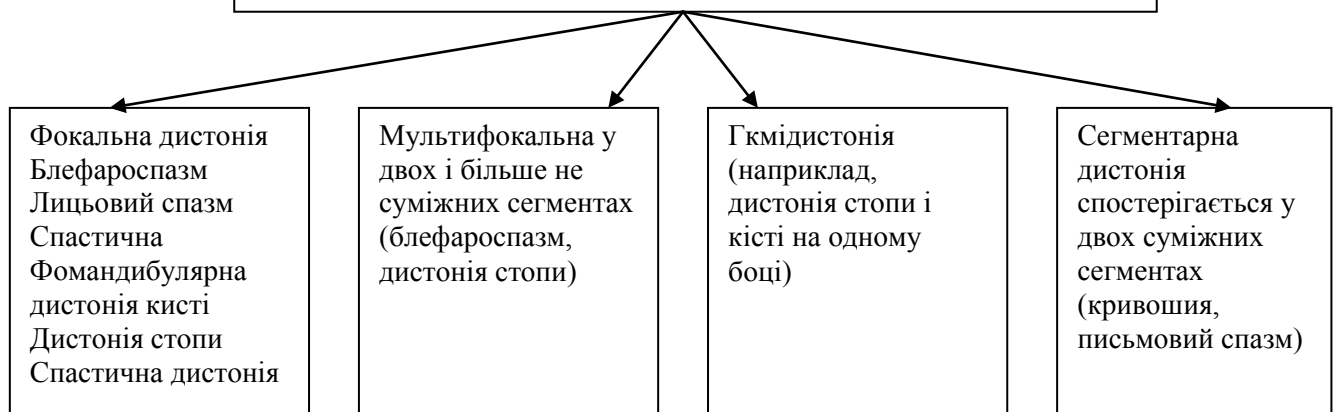 Фокальна дистонія
Блефароспазм
Лицьовий спазм
Спастична
Фомандибулярна
дистонія кисті
Дистонія стопи
Спастична дистонія
Мультифокальна у
двох і більше не
суміжних сегментах
(блефароспазм,
дистонія стопи)
Гкмідистонія
(наприклад,
дистонія стопи і
кісті на одному
боці)
Сегментарна
дистонія
спостерігається у
двох суміжних
сегментах
(кривошия,
письмовий спазм)